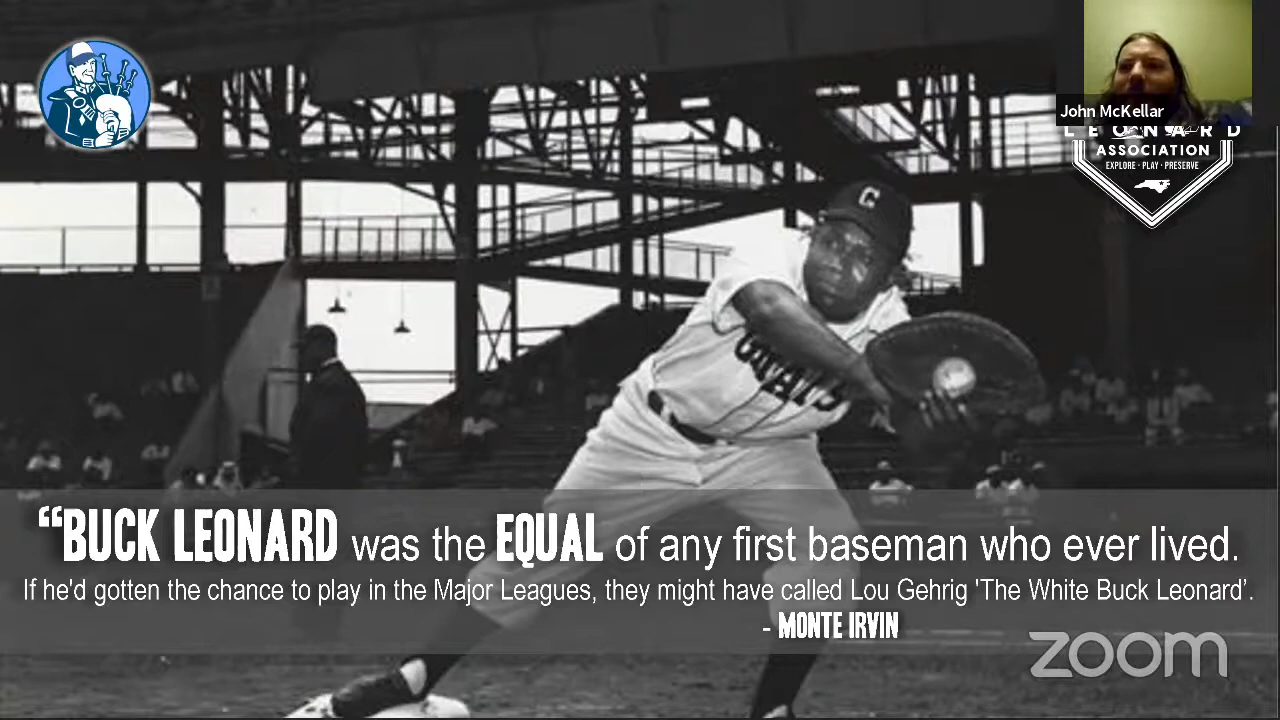 John McKellar
LEONARD
ASSOCIATION
EXPLORE · PLAY · PRESERVE
G
“BUCK LEONARD was the EQUAL of any first baseman who ever lived.
If he'd gotten the chance to play in the Major Leagues, they might have called Lou Gehrig 'The White Buck Leonard’.
- MONTE IRVIN
zoom